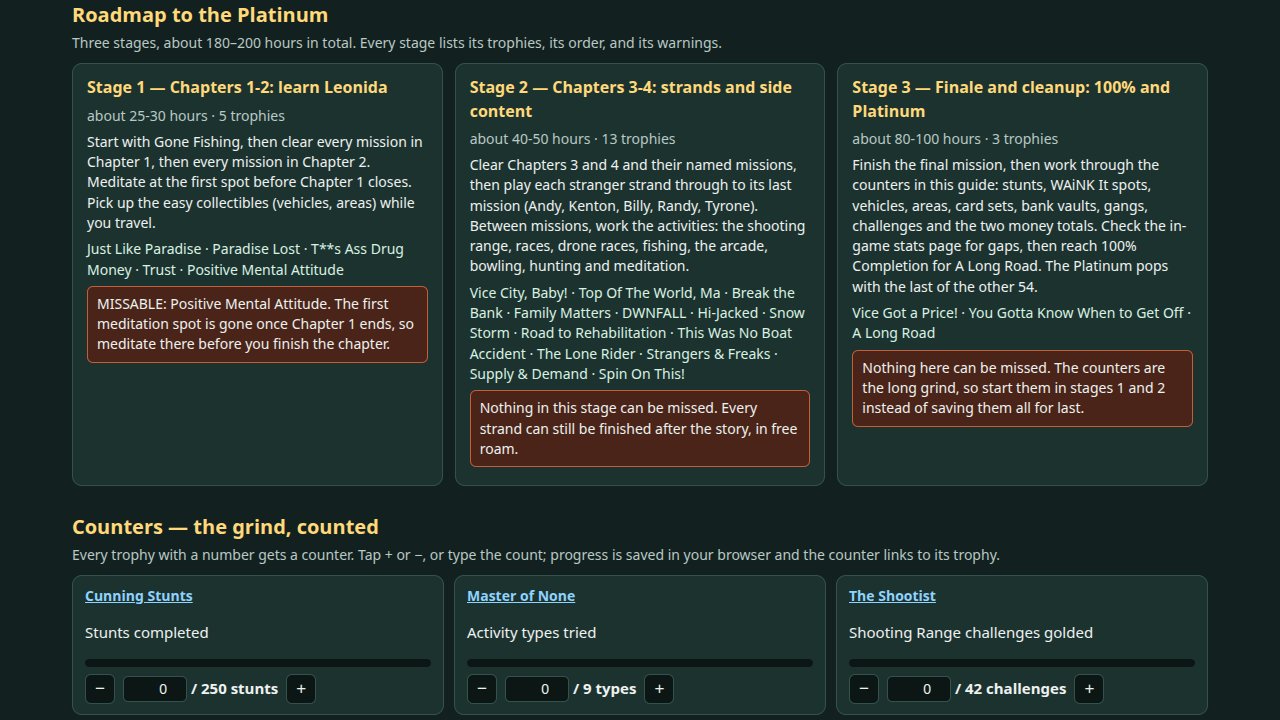 Roadmap to the Platinum
Three stages, about 180–200 hours in total. Every stage lists its trophies, its order, and its warnings.
Stage 1 — Chapters 1-2: learn Leonida
about 25-30 hours · 5 trophies
Start with Gone Fishing, then clear every mission in
Chapter 1, then every mission in Chapter 2.
Meditate at the first spot before Chapter 1 closes.
Pick up the easy collectibles (vehicles, areas) while
you travel.
Just Like Paradise · Paradise Lost · T**s Ass Drug
Money · Trust · Positive Mental Attitude
MISSABLE: Positive Mental Attitude. The first
meditation spot is gone once Chapter 1 ends, so
meditate there before you finish the chapter.
Stage 2 — Chapters 3-4: strands and side
content
about 40-50 hours · 13 trophies
Clear Chapters 3 and 4 and their named missions,
then play each stranger strand through to its last
mission (Andy, Kenton, Billy, Randy, Tyrone).
Between missions, work the activities: the shooting
range, races, drone races, fishing, the arcade,
bowling, hunting and meditation.
Vice City, Baby! · Top Of The World, Ma · Break the
Bank · Family Matters · DWNFALL · Hi-Jacked · Snow
Storm · Road to Rehabilitation · This Was No Boat
Accident · The Lone Rider · Strangers & Freaks ·
Supply & Demand · Spin On This!
Nothing in this stage can be missed. Every
strand can still be finished after the story, in free
roam.
Stage 3 — Finale and cleanup: 100% and
Platinum
about 80-100 hours · 3 trophies
Finish the final mission, then work through the
counters in this guide: stunts, WAiNK It spots,
vehicles, areas, card sets, bank vaults, gangs,
challenges and the two money totals. Check the in-
game stats page for gaps, then reach 100%
Completion for A Long Road. The Platinum pops
with the last of the other 54.
Vice Got a Price! · You Gotta Know When to Get Off ·
A Long Road
Nothing here can be missed. The counters are
the long grind, so start them in stages 1 and 2
instead of saving them all for last.
Counters — the grind, counted
Every trophy with a number gets a counter. Tap + or −, or type the count; progress is saved in your browser and the counter links to its trophy.
Cunning Stunts
Stunts completed
− 0 / 250 stunts +
Master of None
Activity types tried
− 0 / 9 types +
The Shootist
Shooting Range challenges golded
− 0 / 42 challenges +